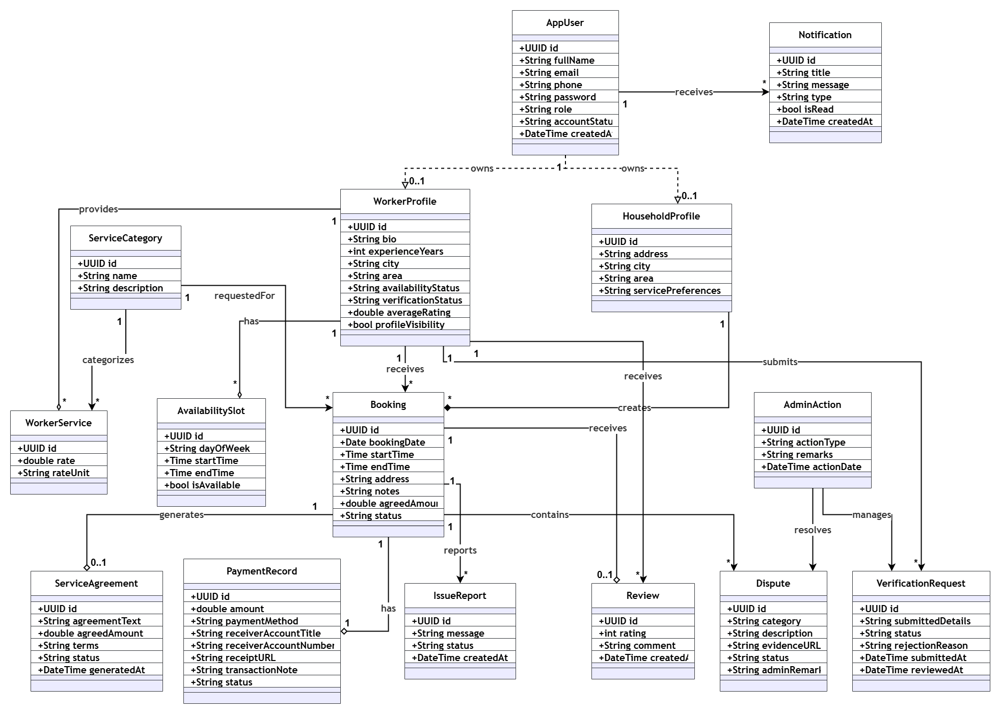 AppUser
+UUID id
+String fullName
+String email
+String phone
+String password
+String role
+String accountStatu
+DateTime createdA
Notification
+UUID id
+String title
+String message
+String type
+bool isRead
+DateTime createdAt
receives
1
*
owns
1
owns
0..1
0..1
WorkerProfile
+UUID id
+String bio
+int experienceYears
+String city
+String area
+String availabilityStatus
+String verificationStatus
+double averageRating
+bool profileVisibility
HouseholdProfile
+UUID id
+String address
+String city
+String area
+String servicePreferences
provides
1
ServiceCategory
+UUID id
+String name
+String description
1
requestedFor
1
categorizes
has
1
1
receives
1
1
receives
submits
1
*
*
*
*
*
*
creates
WorkerService
+UUID id
+double rate
+String rateUnit
AvailabilitySlot
+UUID id
+String dayOfWeek
+Time startTime
+Time endTime
+bool isAvailable
Booking
+UUID id
+Date bookingDate
+Time startTime
+Time endTime
+String address
+String notes
+double agreedAmour
+String status
AdminAction
+UUID id
+String actionType
+String remarks
+DateTime actionDate
receives
1
1
1
generates
1
contains
manages
resolves
reports
1
0..1
has
1
*
0..1
*
*
*
ServiceAgreement
+UUID id
+String agreementText
+double agreedAmount
+String terms
+String status
+DateTime generatedAt
PaymentRecord
+UUID id
+double amount
+String paymentMethod
+String receiverAccountTitle
+String receiverAccountNumber
+String receiptURL
+String transactionNote
+String status
IssueReport
+UUID id
+String message
+String status
+DateTime createdAt
Review
+UUID id
+int rating
+String comment
+DateTime createdA
Dispute
+UUID id
+String category
+String description
+String evidenceURL
+String status
+String adminRemarl
VerificationRequest
+UUID id
+String submittedDetails
+String status
+String rejectionReason
+DateTime submittedAt
+DateTime reviewedAt